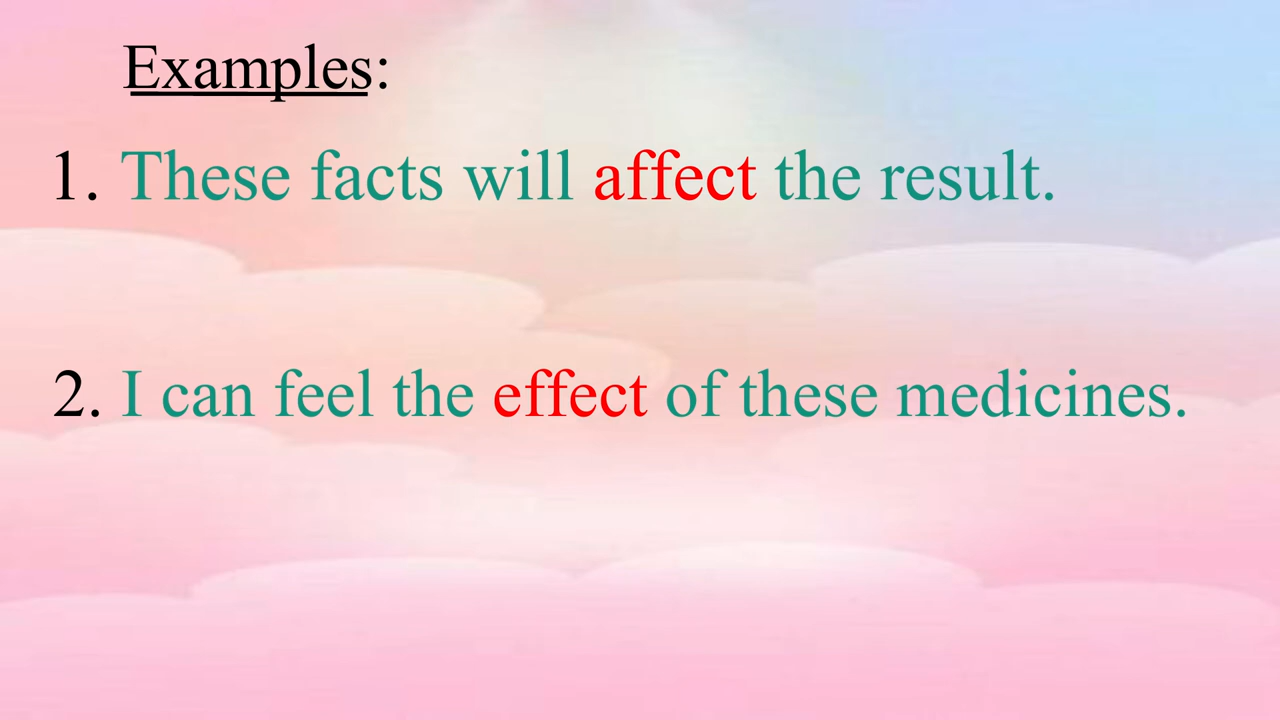 Examples:
1. These facts will affect the result.
2. I can feel the effect of these medicines.